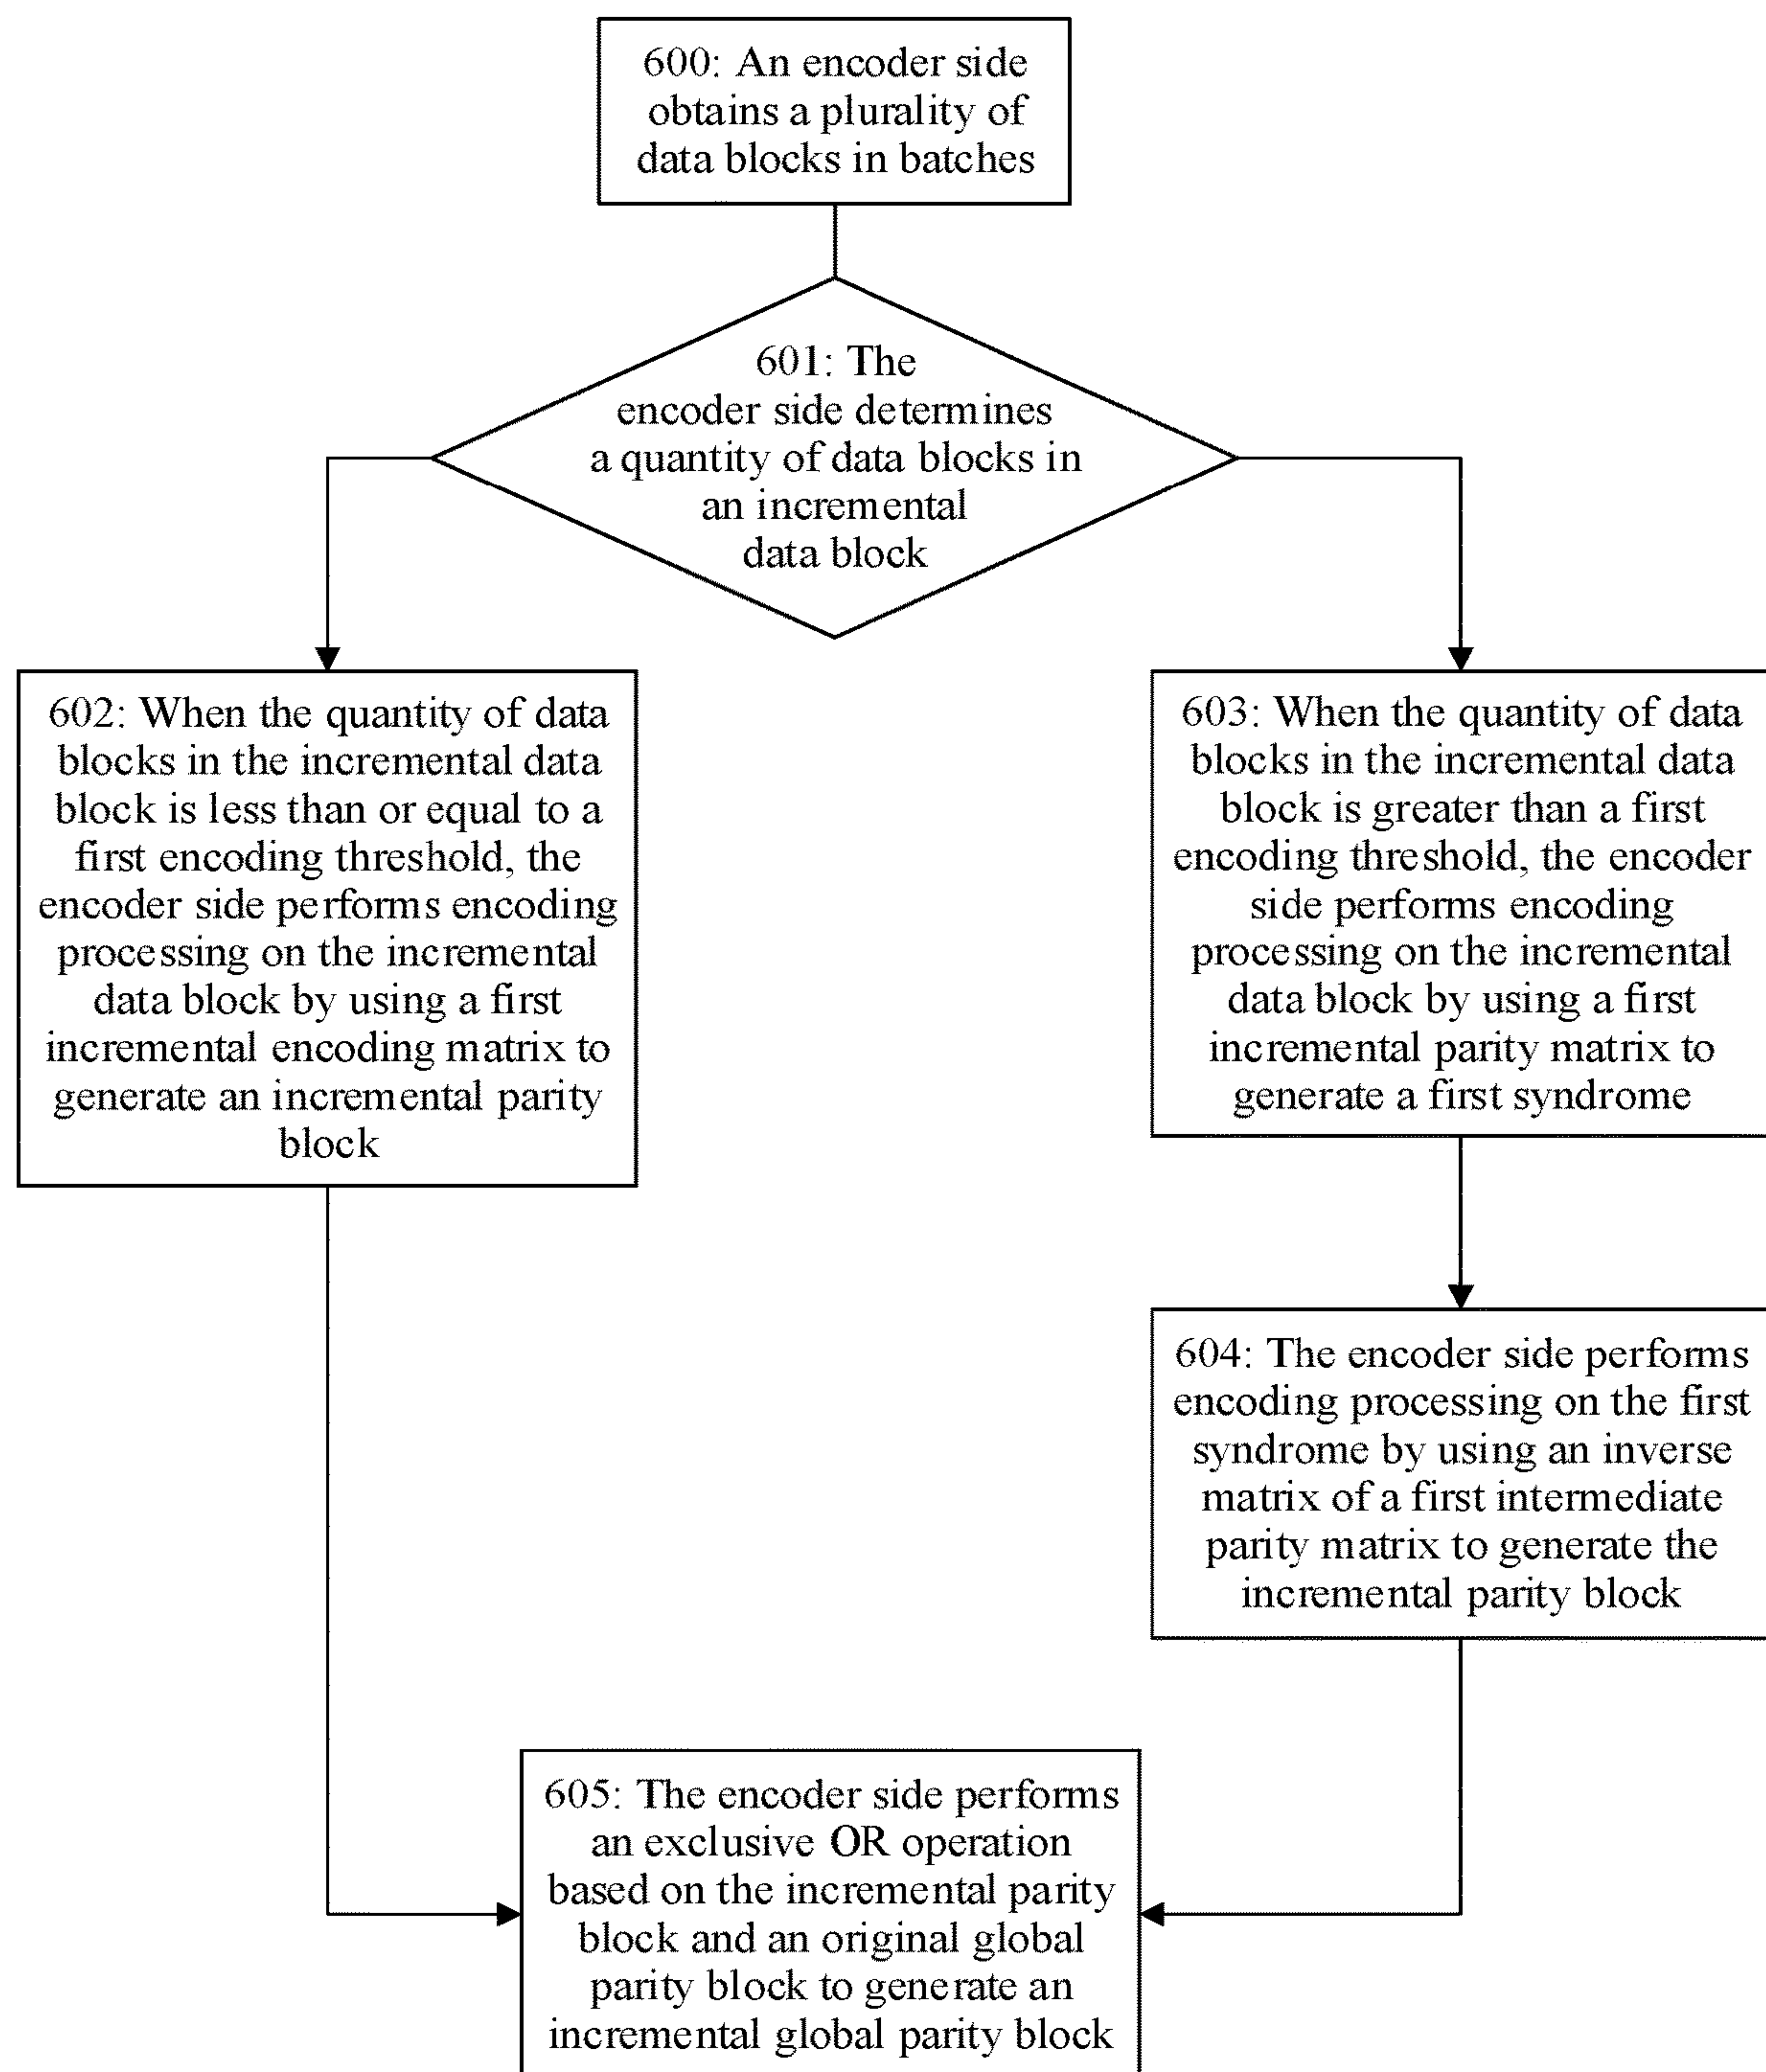 600: An encoder side
obtains a plurality of
data blocks in batches
601: The
encoder side determines
a quantity of data blocks in
an incremental
data block
602: When the quantity of data
blocks in the incremental data
block is less than or equal to a
first encoding threshold, the
encoder side performs encoding
processing on the incremental
data block by using a first
incremental encoding matrix to
generate an incremental parity
block
603: When the quantity of data
blocks in the incremental data
block is greater than a first
encoding threshold, the encoder
side performs encoding
processing on the incremental
data block by using a first
incremental parity matrix to
generate a first syndrome
604: The encoder side performs
encoding processing on the first
syndrome by using an inverse
matrix of a first intermediate
parity matrix to generate the
incremental parity block
605: The encoder side performs
an exclusive OR operation
based on the incremental parity
block and an original global
parity block to generate an
incremental global parity block